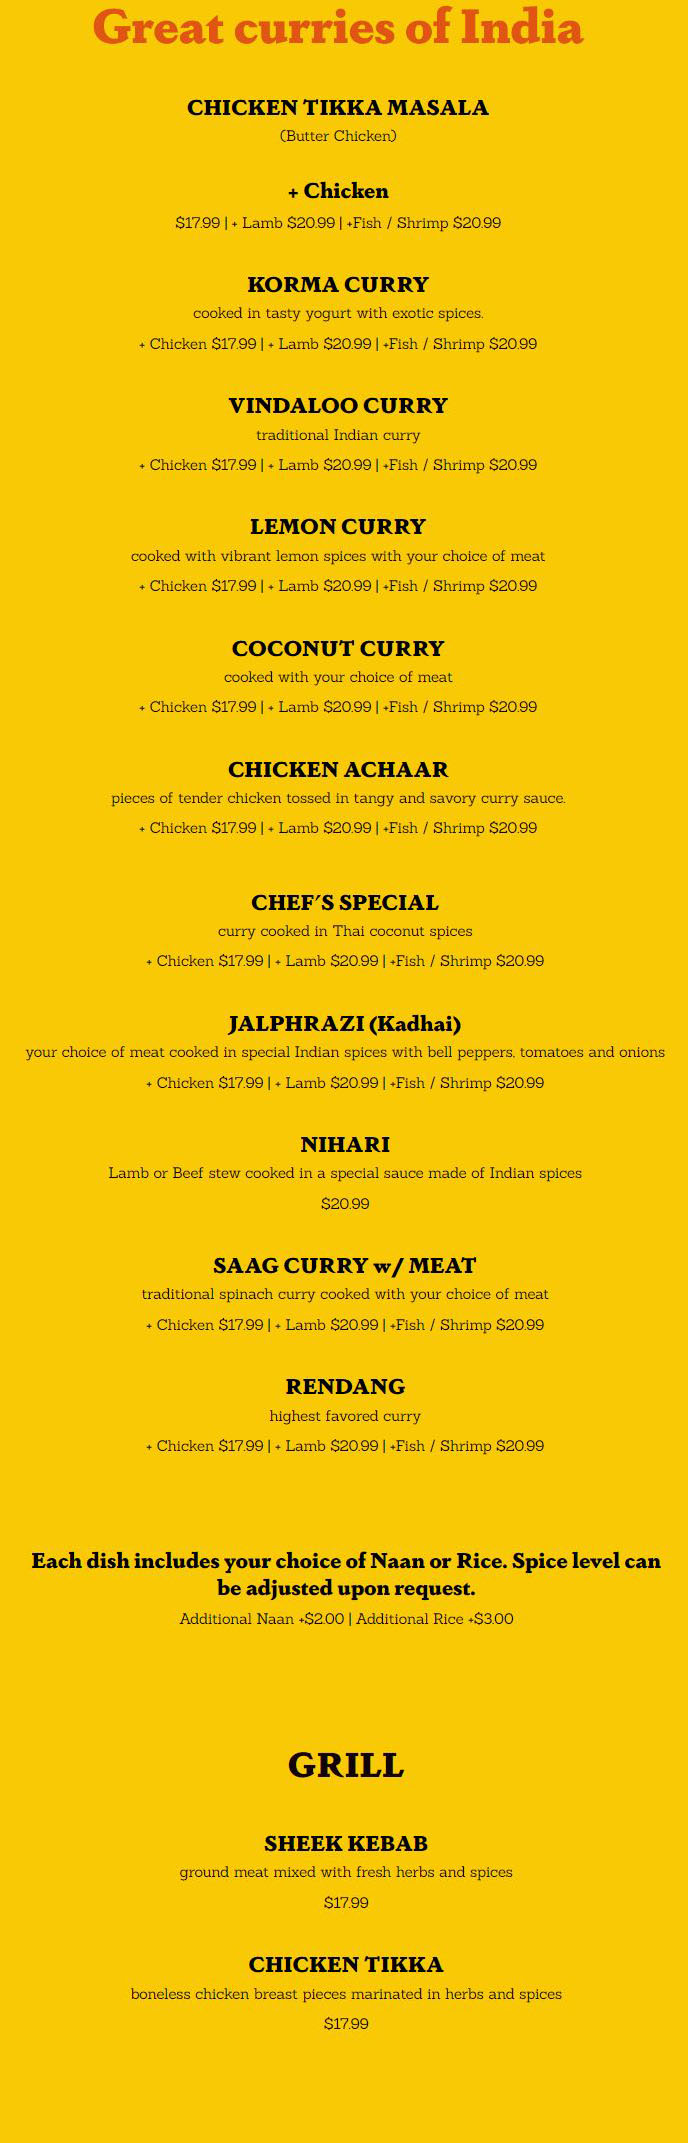 Great curries of India
CHICKEN TIKKA MASALA
(Butter Chicken)
+ Chicken
$17.99 | + Lamb $20.99 | +Fish / Shrimp $20.99
KORMA CURRY
cooked in tasty yogurt with exotic spices.
+ Chicken $17.99 | + Lamb $20.99 | +Fish / Shrimp $20.99
VINDALOO CURRY
traditional Indian curry
+ Chicken $17.99 | + Lamb $20.99 | +Fish / Shrimp $20.99
LEMON CURRY
cooked with vibrant lemon spices with your choice of meat
+ Chicken $17.99 | + Lamb $20.99 | +Fish / Shrimp $20.99
COCONUT CURRY
cooked with your choice of meat
+ Chicken $17.99 | + Lamb $20.99 | +Fish / Shrimp $20.99
CHICKEN ACHAAR
pieces of tender chicken tossed in tangy and savory curry sauce.
+ Chicken $17.99 | + Lamb $20.99 | +Fish / Shrimp $20.99
CHEF´S SPECIAL
curry cooked in Thai coconut spices
+ Chicken $17.99 | + Lamb $20.99 | +Fish / Shrimp $20.99
JALPHRAZI (Kadhai)
your choice of meat cooked in special Indian spices with bell peppers, tomatoes and onions
+ Chicken $17.99 | + Lamb $20.99 | +Fish / Shrimp $20.99
NIHARI
Lamb or Beef stew cooked in a special sauce made of Indian spices
$20.99
SAAG CURRY w/ MEAT
traditional spinach curry cooked with your choice of meat
+ Chicken $17.99 | + Lamb $20.99 | +Fish / Shrimp $20.99
RENDANG
highest favored curry
+ Chicken $17.99 | + Lamb $20.99 | +Fish / Shrimp $20.99
Each dish includes your choice of Naan or Rice. Spice level can
be adjusted upon request.
Additional Naan +$2.00 | Additional Rice +$3.00
GRILL
SHEEK KEBAB
ground meat mixed with fresh herbs and spices
$17.99
CHICKEN TIKKA
boneless chicken breast pieces marinated in herbs and spices
$17.99